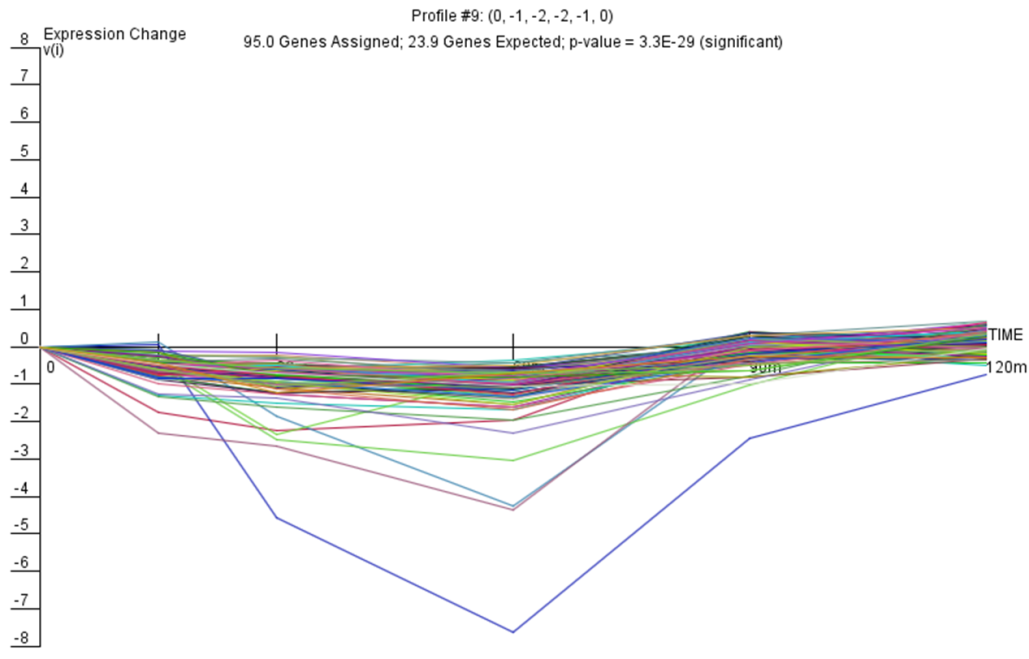 Profile #9: (0, -1, -2, -2, -1, 0)
Expression Change
v(i)
95.0 Genes Assigned; 23.9 Genes Expected; p-value = 3.3E-29 (significant)
8
7
6
5
4
3
2
1
0
-1
-2
-3
-4
-5
-6
-7
-8
TIME
0
90m
120m